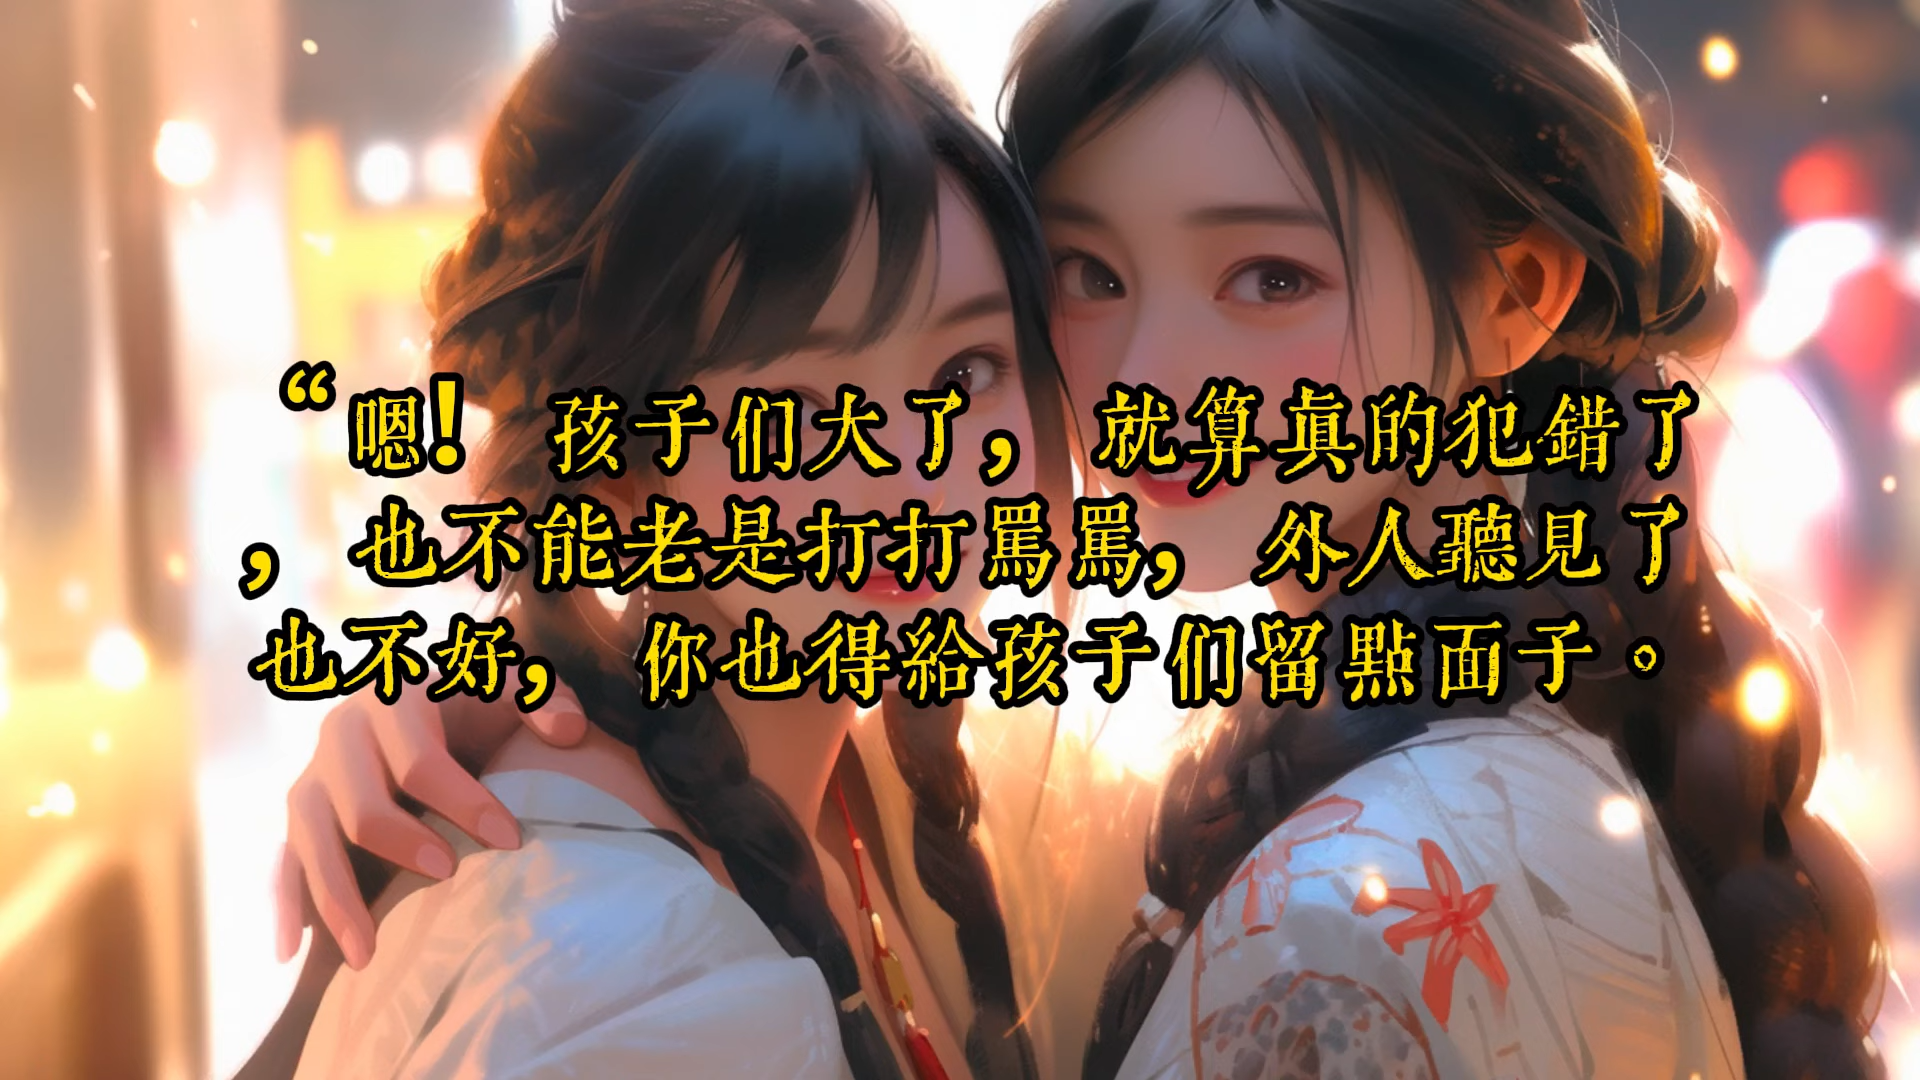 “嗯! 孩子们大了, 就算真的犯錯了
, 也不能老是打打罵罵, 外人聽見了
也不好, 你也得給孩子们留點面子。